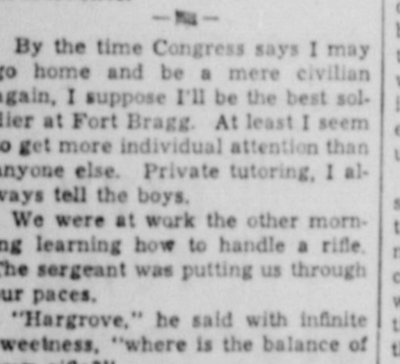 By the time Congress says I may
go home and be a mere civilian
again, I suppose I'll be the best sol-
dier at Fort Bragg. At least I seem
to get more individual attention than
anyone else. Private tutoring, I al-
ways tell the boys.
We were at work the other morn-
ing learning how to handle a rifle.
The sergeant was putting us through
our paces.
"Hargrove," he said with infinite
sweetness, "where is the balance of